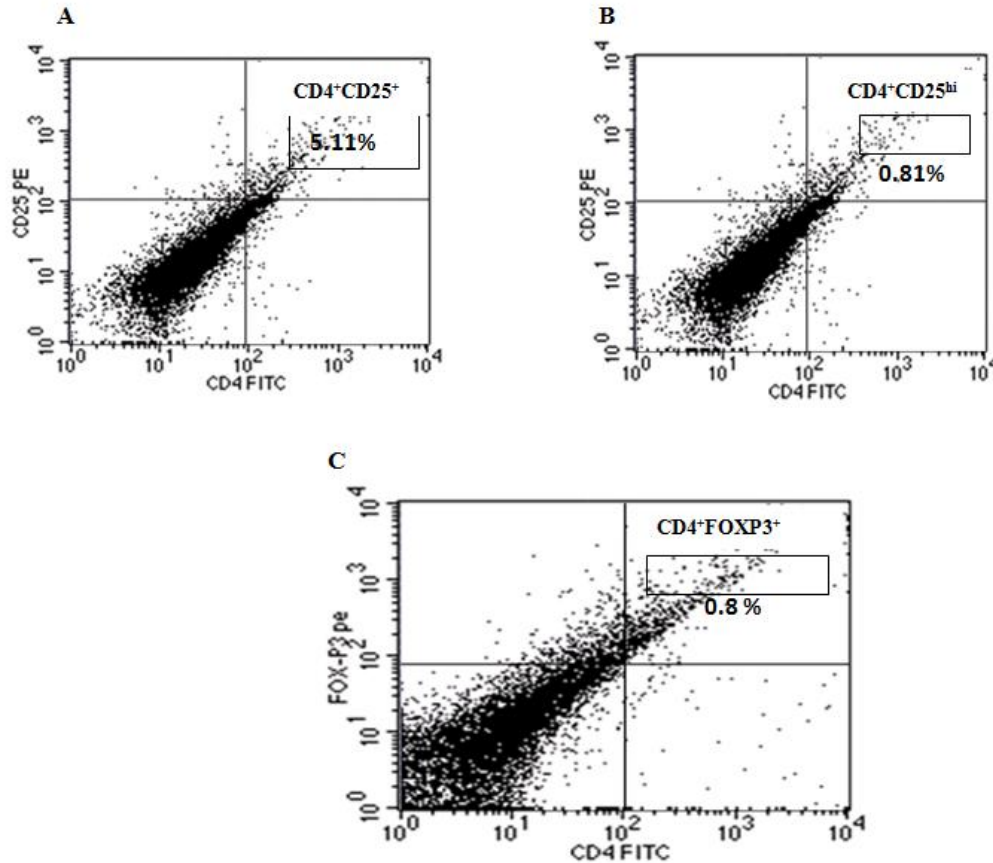 A
B
CD4⁺CD25⁺
5.11%
CD25 PE
10⁴
10³
10²
10¹
10⁰
10⁰ 10¹ 10² 10³ 10⁴
CD4 FITC
CD4⁺CD25ʰⁱ
0.81%
CD25 PE
10⁴
10³
10²
10¹
10⁰
10⁰ 10¹ 10² 10³ 10⁴
CD4 FITC
C
CD4⁺FOXP3⁺
0.8 %
FOX-P3 pe
10⁴
10³
10²
10¹
10⁰
10⁰ 10¹ 10² 10³ 10⁴
CD4 FITC